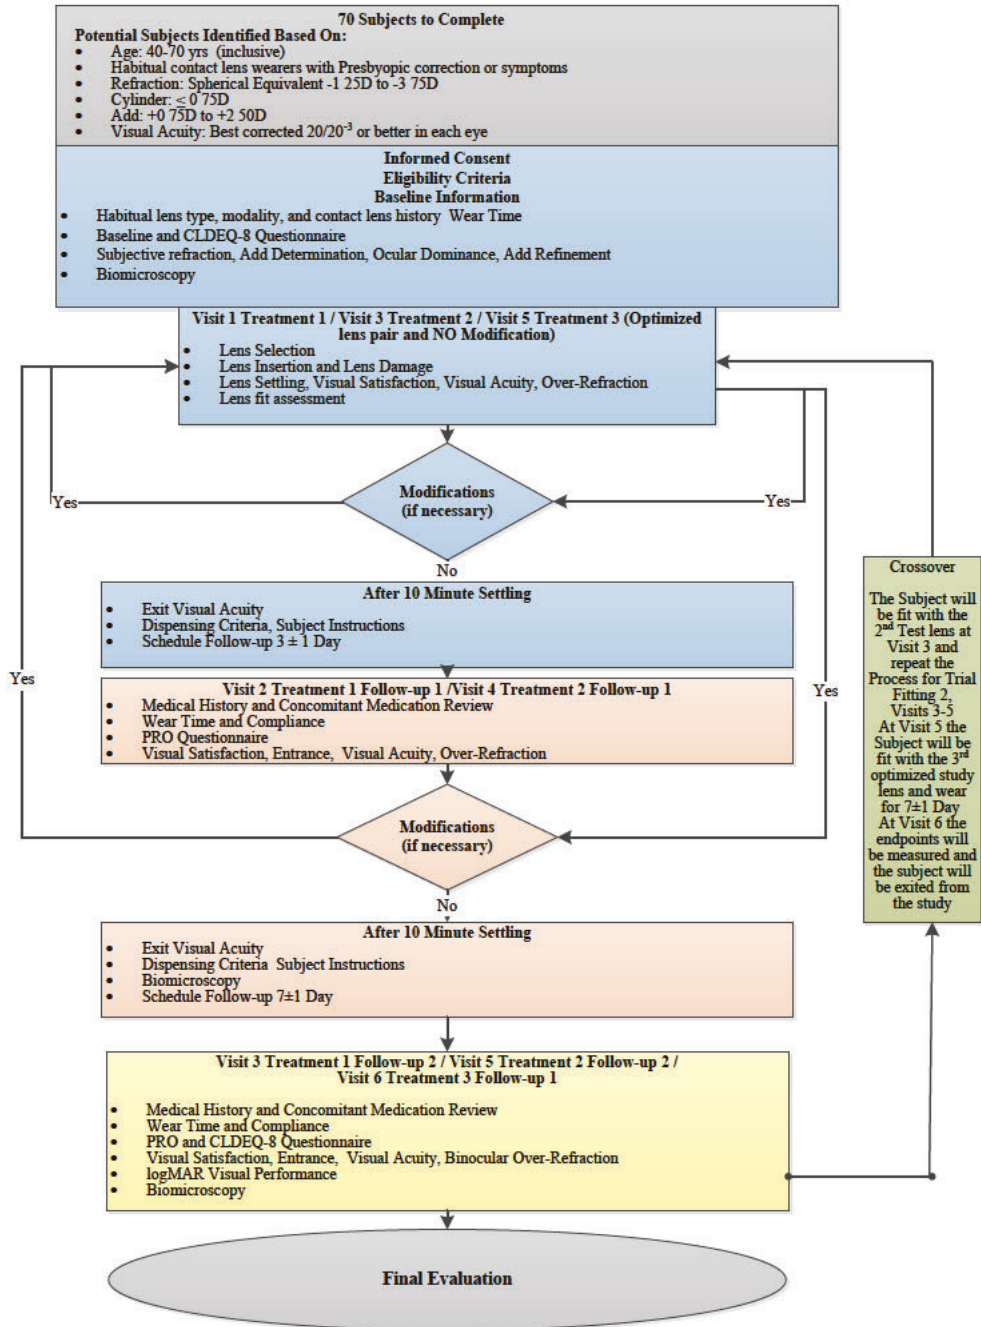 70 Subjects to Complete
Potential Subjects Identified Based On:
• Age: 40-70 yrs (inclusive)
• Habitual contact lens wearers with Presbyopic correction or symptoms
• Refraction: Spherical Equivalent -1 25D to -3 75D
• Cylinder: ≤ 0 75D
• Add: +0 75D to +2 50D
• Visual Acuity: Best corrected 20/20-3 or better in each eye
Informed Consent
Eligibility Criteria
Baseline Information
• Habitual lens type, modality, and contact lens history Wear Time
• Baseline and CLDEQ-8 Questionnaire
• Subjective refraction, Add Determination, Ocular Dominance, Add Refinement
• Biomicroscopy
Visit 1 Treatment 1 / Visit 3 Treatment 2 / Visit 5 Treatment 3 (Optimized
lens pair and NO Modification)
• Lens Selection
• Lens Insertion and Lens Damage
• Lens Settling, Visual Satisfaction, Visual Acuity, Over-Refraction
• Lens fit assessment
Modifications
(if necessary)
Yes
Yes
No
After 10 Minute Settling
• Exit Visual Acuity
• Dispensing Criteria, Subject Instructions
• Schedule Follow-up 3 ± 1 Day
Yes
Yes
Visit 2 Treatment 1 Follow-up 1 /Visit 4 Treatment 2 Follow-up 1
• Medical History and Concomitant Medication Review
• Wear Time and Compliance
• PRO Questionnaire
• Visual Satisfaction, Entrance, Visual Acuity, Over-Refraction
Modifications
(if necessary)
No
After 10 Minute Settling
• Exit Visual Acuity
• Dispensing Criteria Subject Instructions
• Biomicroscopy
• Schedule Follow-up 7±1 Day
Visit 3 Treatment 1 Follow-up 2 / Visit 5 Treatment 2 Follow-up 2 /
Visit 6 Treatment 3 Follow-up 1
• Medical History and Concomitant Medication Review
• Wear Time and Compliance
• PRO and CLDEQ-8 Questionnaire
• Visual Satisfaction, Entrance, Visual Acuity, Binocular Over-Refraction
• logMAR Visual Performance
• Biomicroscopy
Final Evaluation
Crossover
The Subject will
be fit with the
2nd Test lens at
Visit 3 and
repeat the
Process for Trial
Fitting 2,
Visits 3-5
At Visit 5 the
Subject will be
fit with the 3rd
optimized study
lens and wear
for 7±1 Day
At Visit 6 the
endpoints will
be measured and
the subject will
be exited from
the study